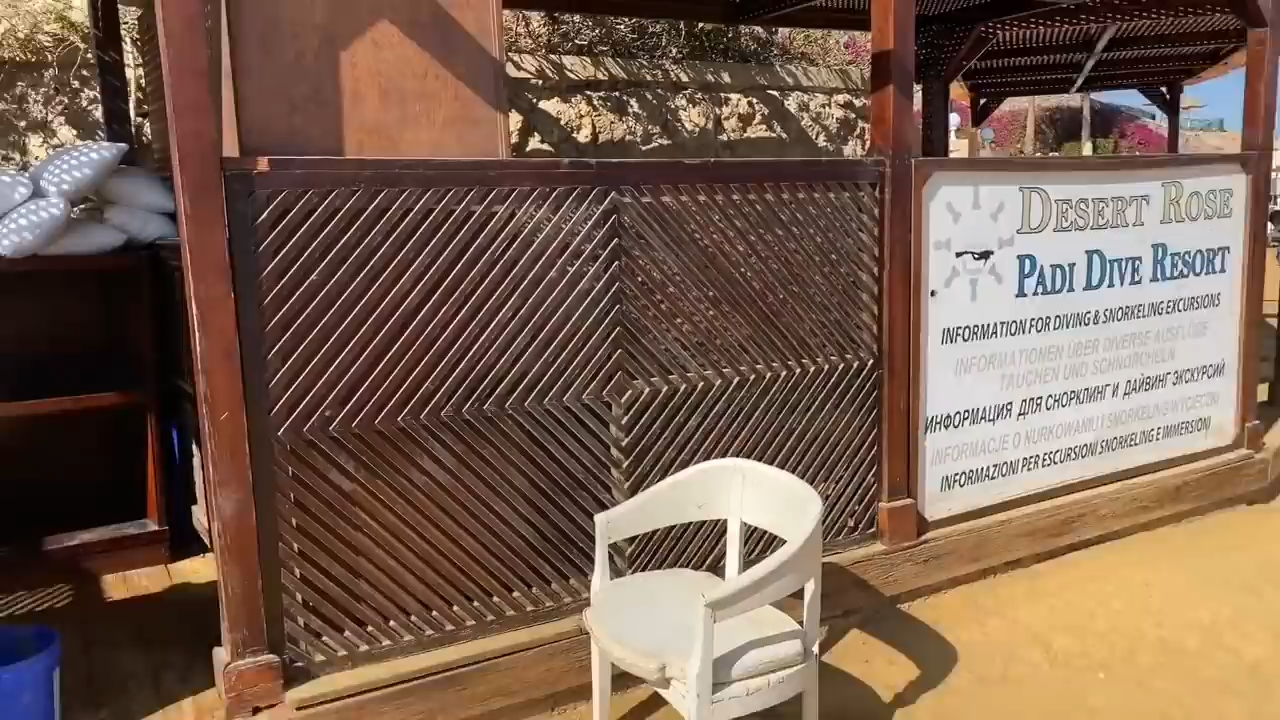 DESERT ROSE
PADI DIVE RESORT
INFORMATION FOR DIVING & SNORKELING EXCURSIONS
INFORMATIONEN ÜBER DIVERSE AUSFLÜGE
TAUCHEN UND SCHNORCHELN
ИНФОРМАЦИЯ ДЛЯ СНОРКЛИНГ И ДАЙВИНГ ЭКСКУРСИЙ
INFORMACJE O NURKOWANIU I SNORKELING WYCIECZKI
INFORMAZIONI PER ESCURSIONI SNORKELING E IMMERSIONI